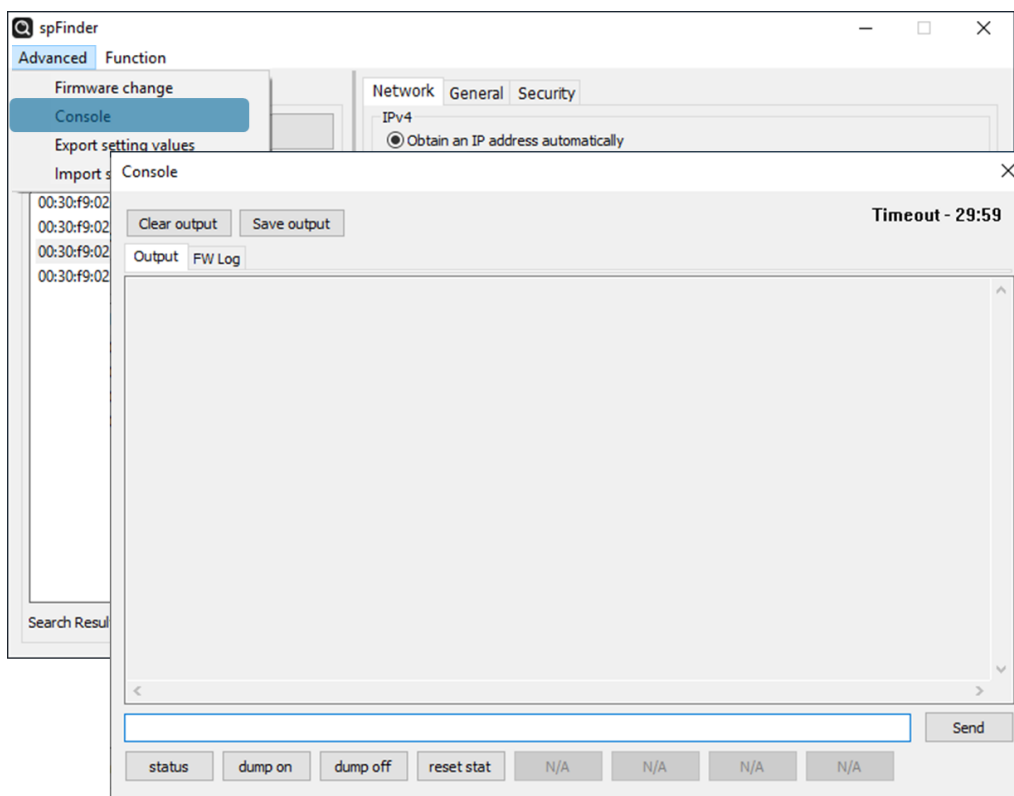 spFinder
Advanced Function
Firmware change
Console
Export setting values
Import s
Network General Security
IPv4
Obtain an IP address automatically
00:30:f9:02
00:30:f9:02
00:30:f9:02
00:30:f9:02
Search Resul
Console
Clear output Save output
Timeout - 29:59
Output FW Log
Send
status dump on dump off reset stat N/A N/A N/A N/A